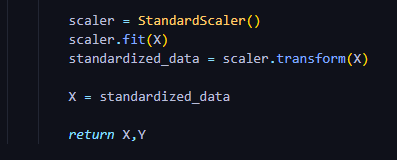 scaler = StandardScaler()
scaler.fit(X)
standardized_data = scaler.transform(X)
X = standardized_data
return X,Y